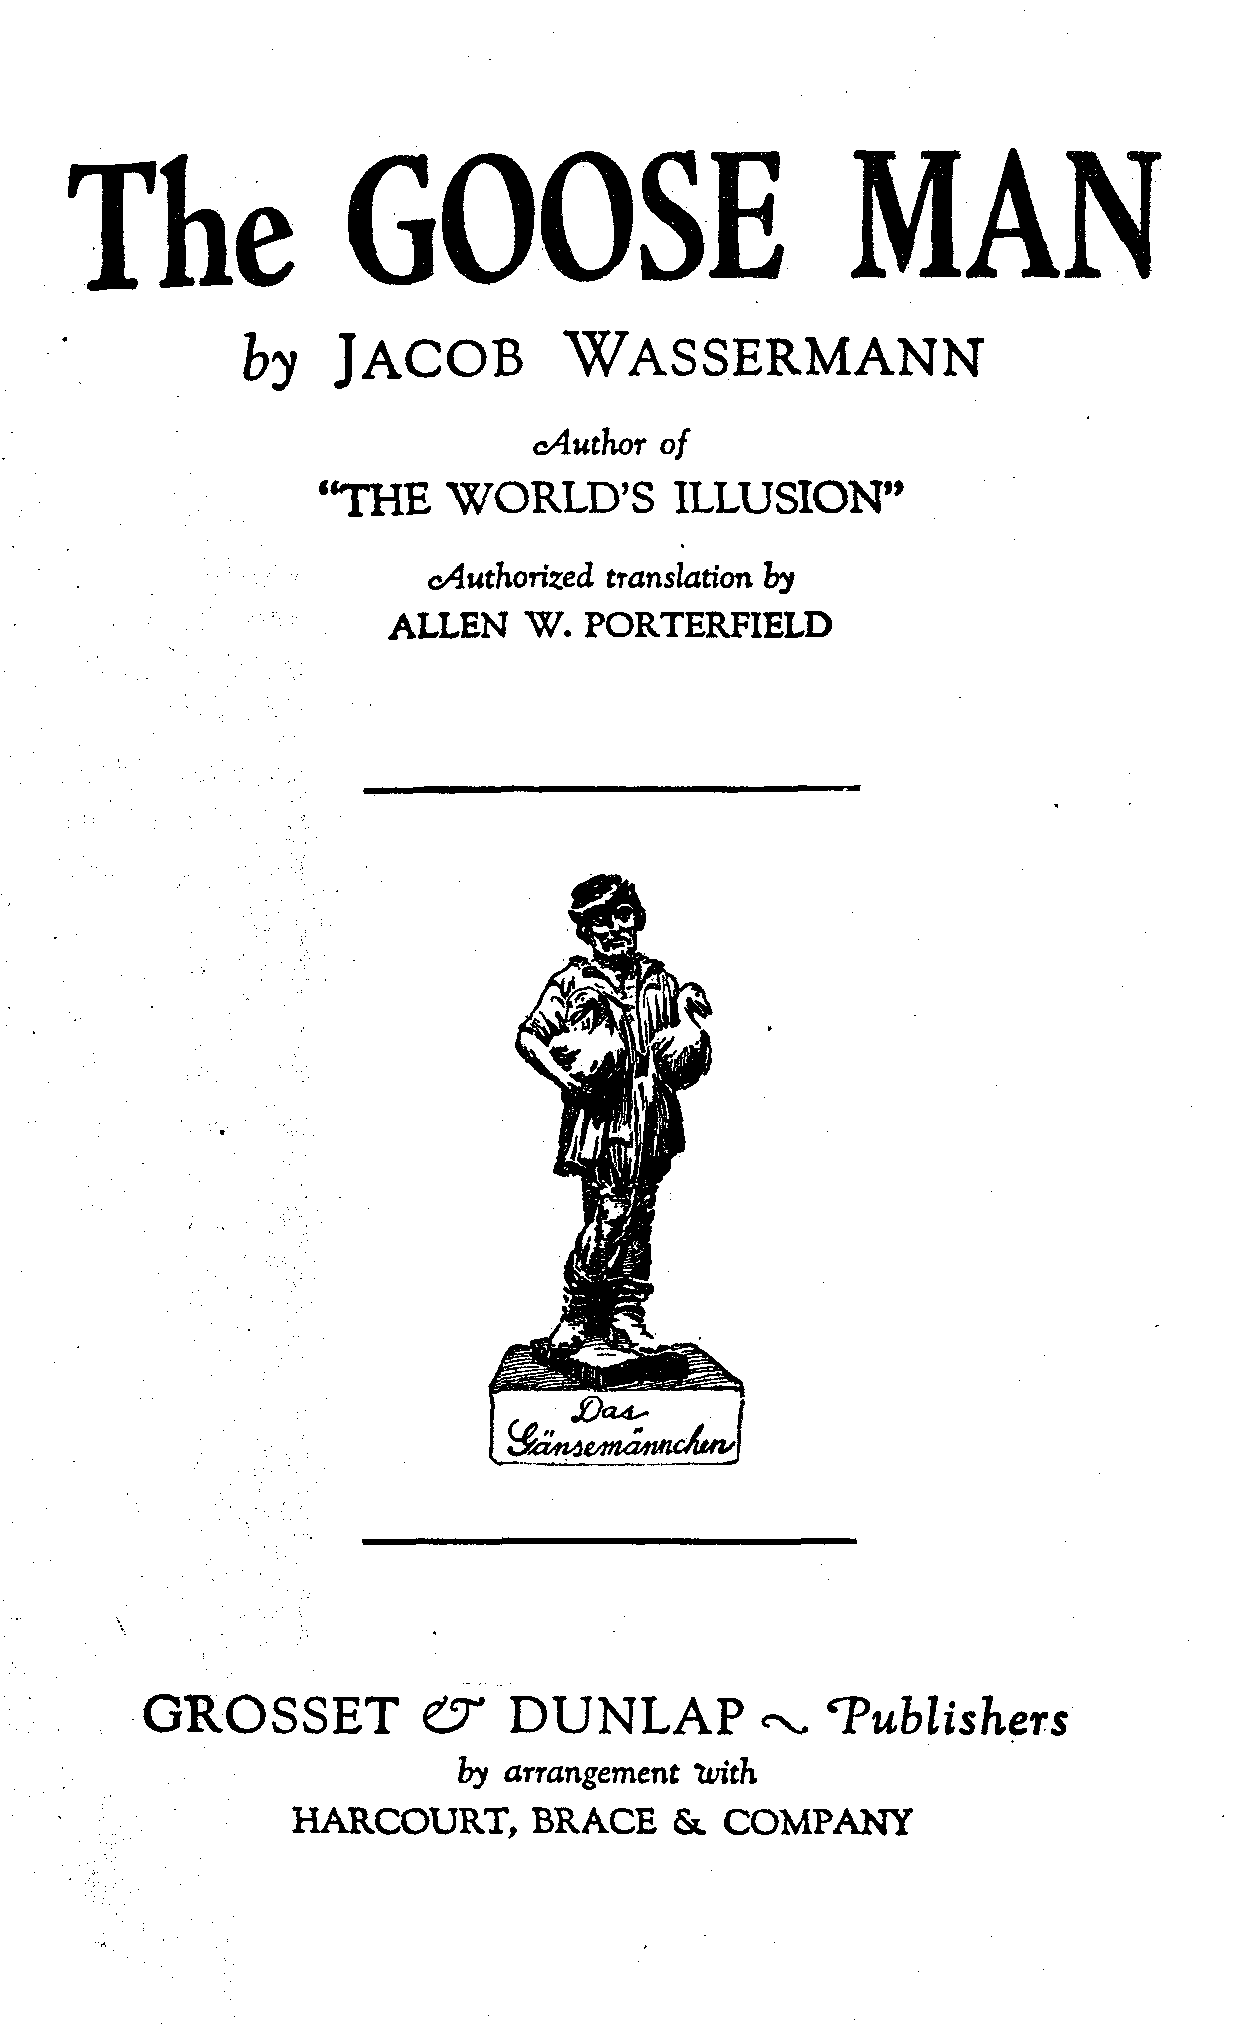 The GOOSE MAN
by JACOB WASSERMANN
Author of
“THE WORLD'S ILLUSION”
Authorized translation by
ALLEN W. PORTERFIELD
Das
Gänsemännchen
GROSSET & DUNLAP ~ Publishers
by arrangement with
HARCOURT, BRACE & COMPANY